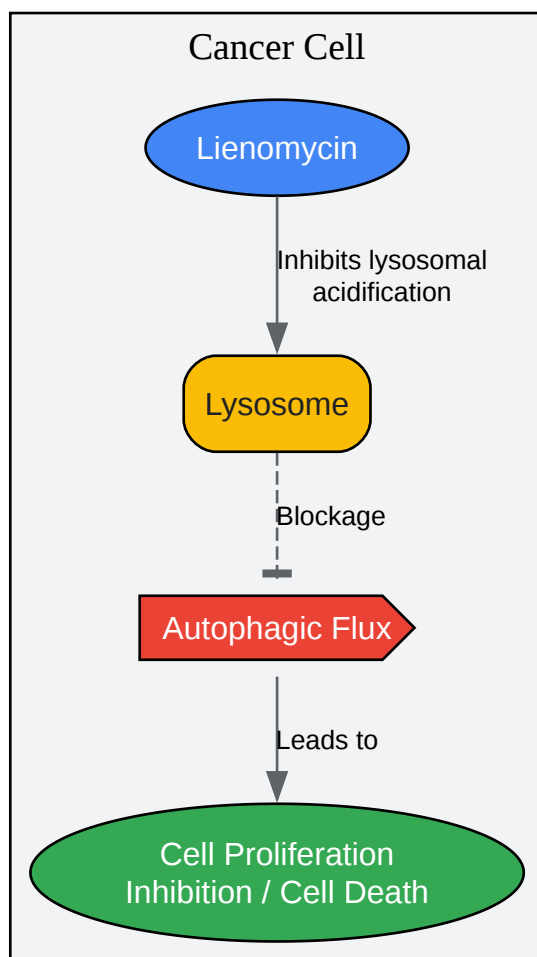 Cancer Cell
Lienomycin
Inhibits lysosomal
acidification
Lysosome
Blockage
Autophagic Flux
Leads to
Cell Proliferation
Inhibition / Cell Death